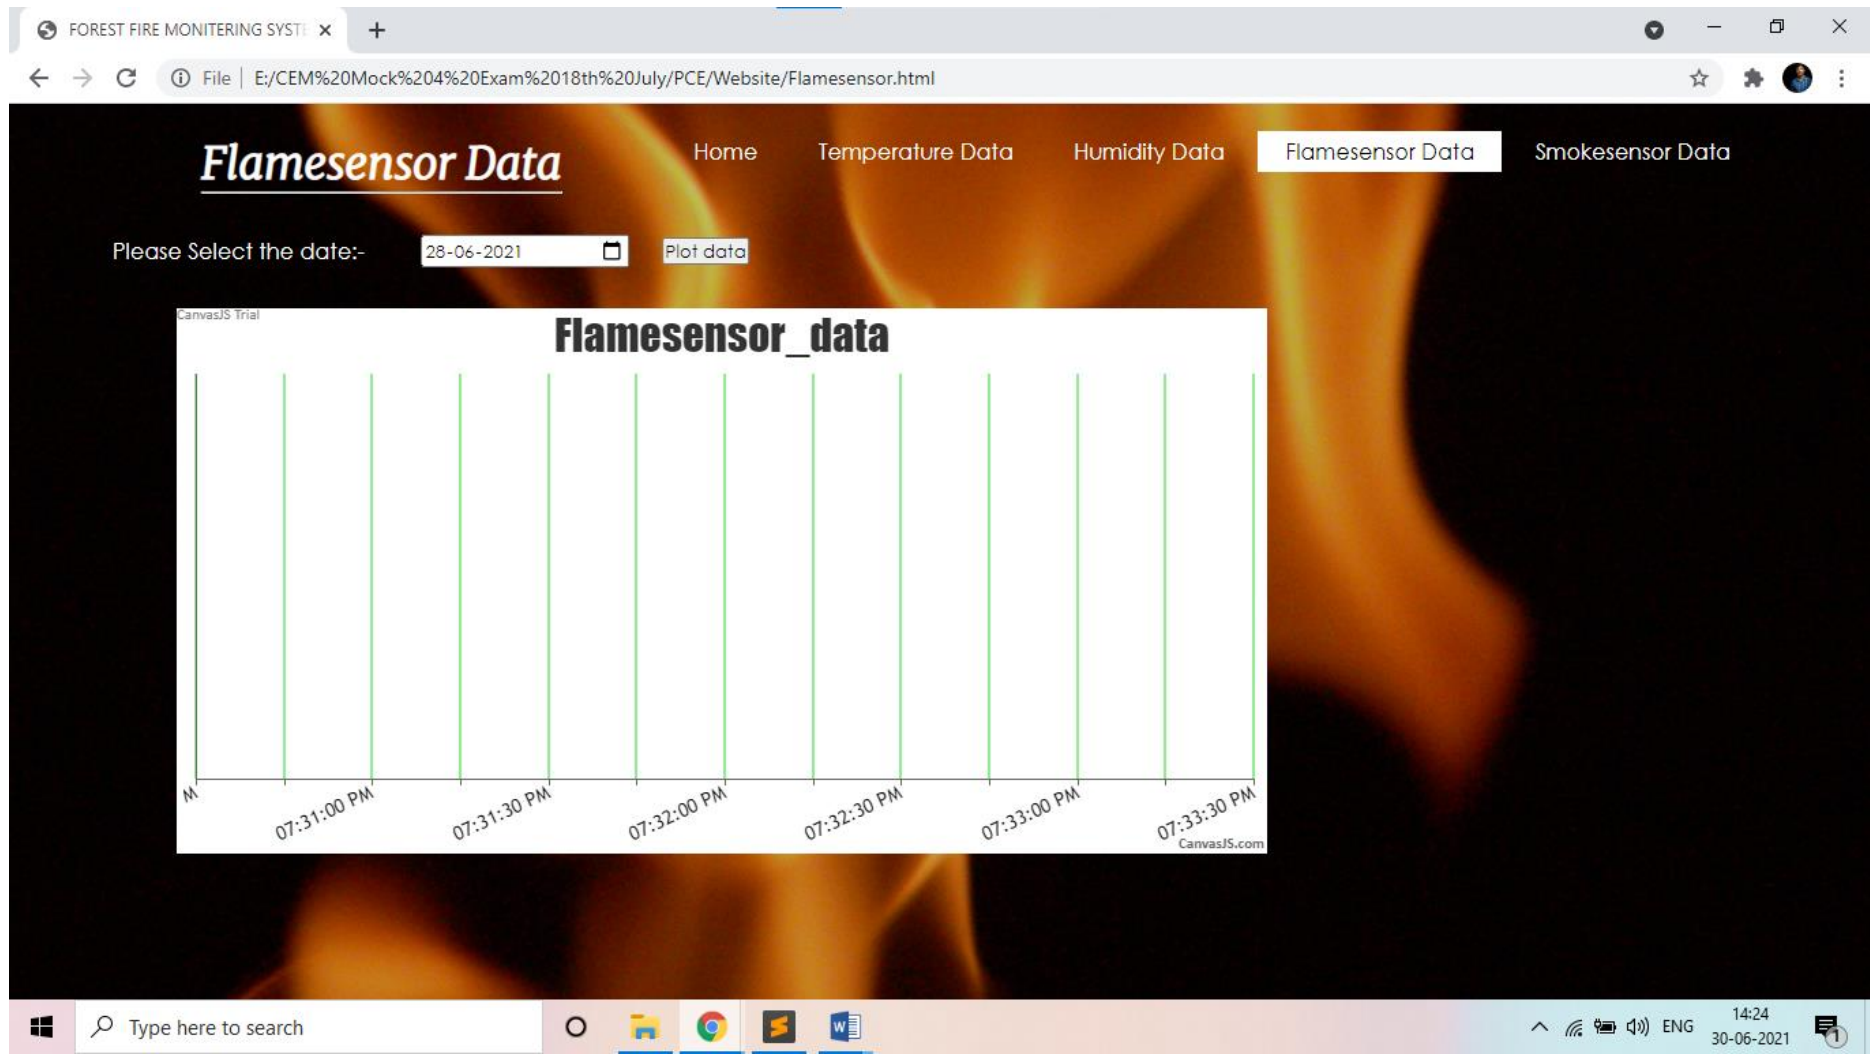 FOREST FIRE MONITERING SYSTE
File | E:/CEM%20Mock%204%20Exam%2018th%20July/PCE/Website/Flamesensor.html
Flamesensor Data
Home
Temperature Data
Humidity Data
Flamesensor Data
Smokesensor Data
Please Select the date:-
28-06-2021
Plot data
CanvasJS Trial
Flamesensor_data
M
07:31:00 PM
07:31:30 PM
07:32:00 PM
07:32:30 PM
07:33:00 PM
07:33:30 PM
CanvasJS.com
Type here to search
W
ENG
14:24
30-06-2021
1